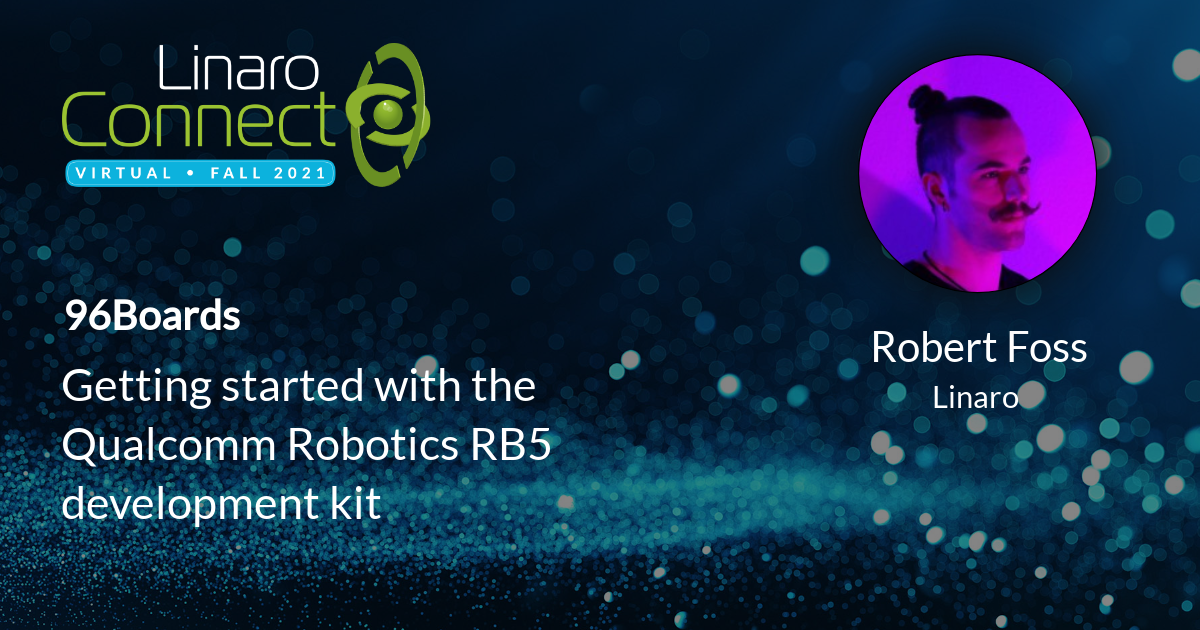 Linaro
Connect
VIRTUAL • FALL 2021
96Boards
Getting started with the
Qualcomm Robotics RB5
development kit
Robert Foss
Linaro